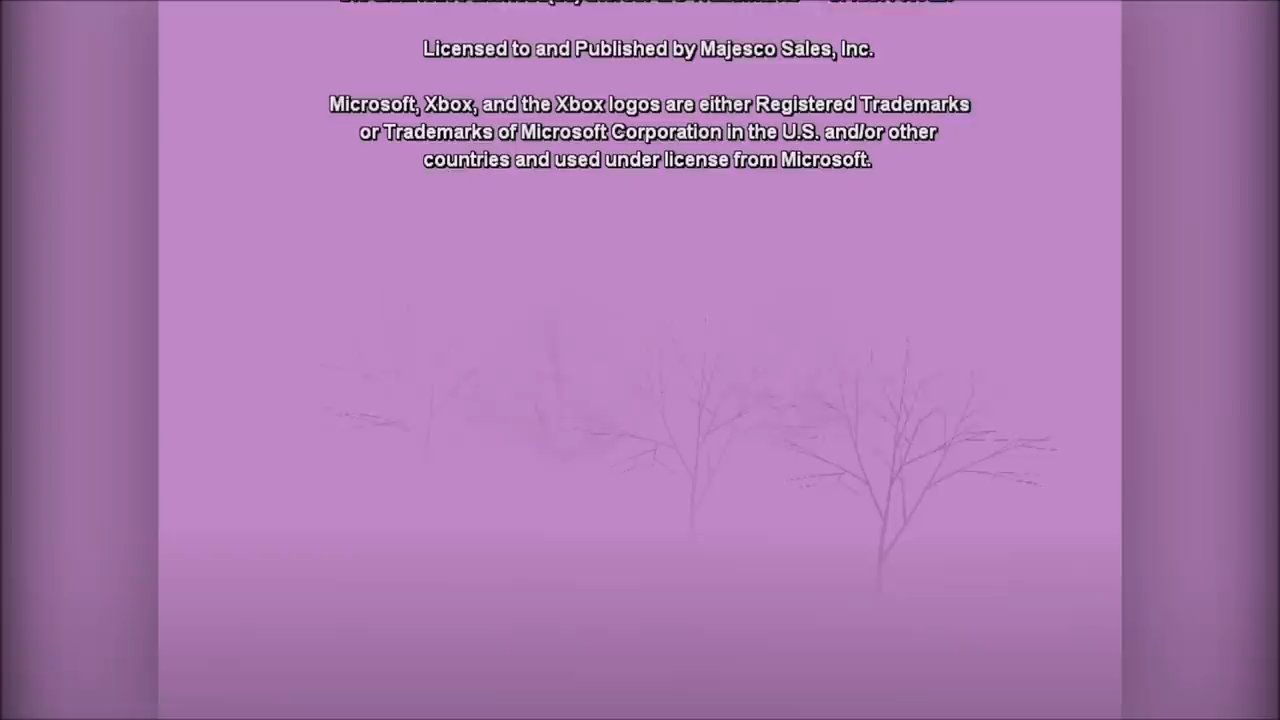 Licensed to and Published by Majesco Sales, Inc.
Microsoft, Xbox, and the Xbox logos are either Registered Trademarks
or Trademarks of Microsoft Corporation in the U.S. and/or other
countries and used under license from Microsoft.